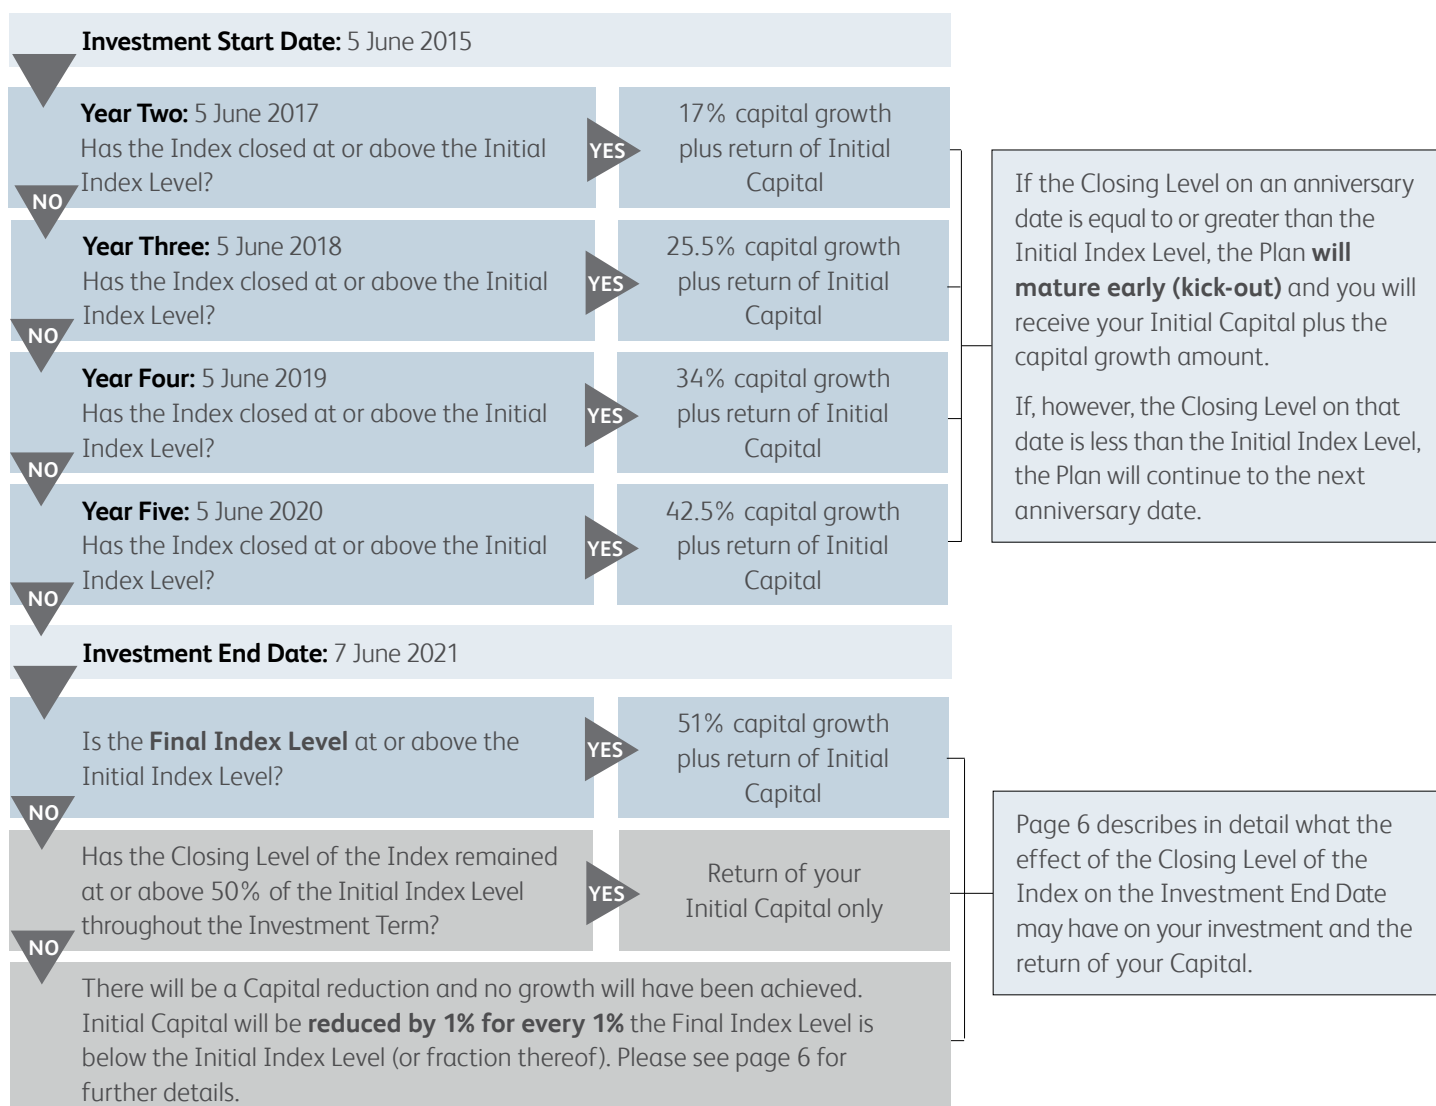 Investment Start Date: 5 June 2015
Year Two: 5 June 2017
Has the Index closed at or above the Initial
Index Level?
YES
17% capital growth
plus return of Initial
Capital
NO
Year Three: 5 June 2018
Has the Index closed at or above the Initial
Index Level?
YES
25.5% capital growth
plus return of Initial
Capital
NO
Year Four: 5 June 2019
Has the Index closed at or above the Initial
Index Level?
YES
34% capital growth
plus return of Initial
Capital
NO
Year Five: 5 June 2020
Has the Index closed at or above the Initial
Index Level?
YES
42.5% capital growth
plus return of Initial
Capital
NO
If the Closing Level on an anniversary
date is equal to or greater than the
Initial Index Level, the Plan will
mature early (kick-out) and you will
receive your Initial Capital plus the
capital growth amount.
If, however, the Closing Level on that
date is less than the Initial Index Level,
the Plan will continue to the next
anniversary date.
Investment End Date: 7 June 2021
Is the Final Index Level at or above the
Initial Index Level?
YES
51% capital growth
plus return of Initial
Capital
NO
Has the Closing Level of the Index remained
at or above 50% of the Initial Index Level
throughout the Investment Term?
YES
Return of your
Initial Capital only
NO
There will be a Capital reduction and no growth will have been achieved.
Initial Capital will be reduced by 1% for every 1% the Final Index Level is
below the Initial Index Level (or fraction thereof). Please see page 6 for
further details.
Page 6 describes in detail what the
effect of the Closing Level of the
Index on the Investment End Date
may have on your investment and the
return of your Capital.